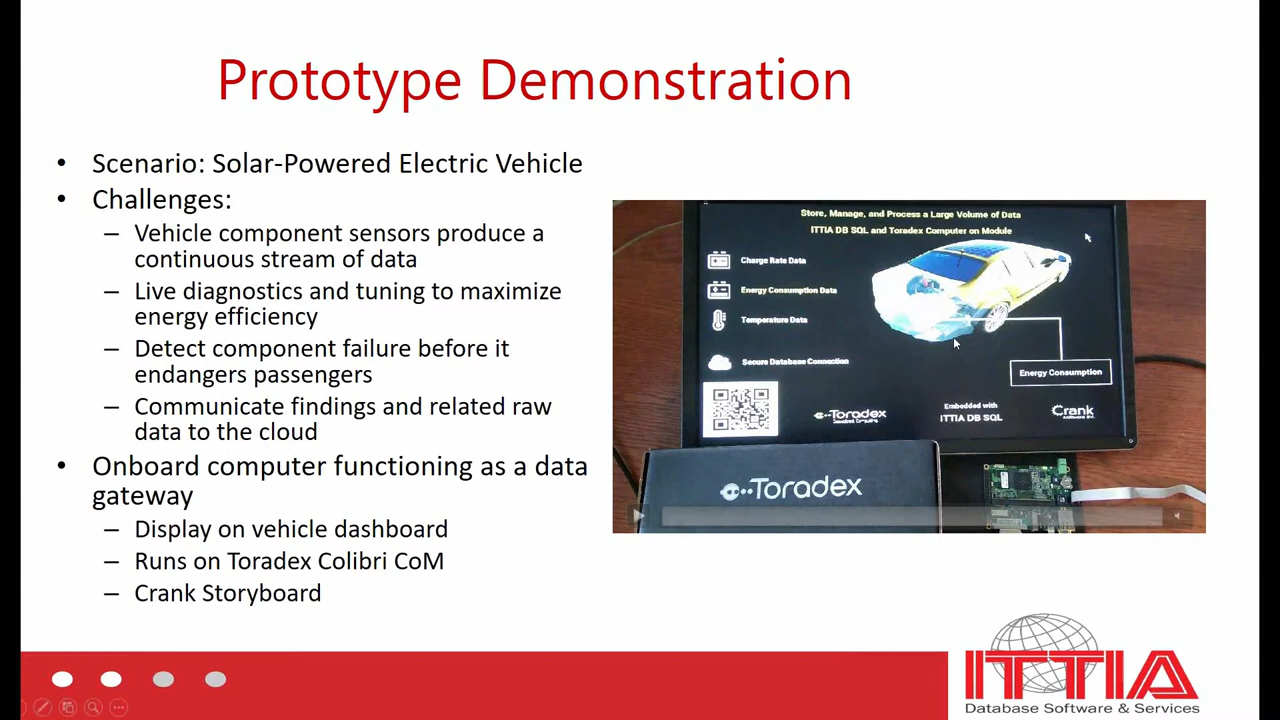 Prototype Demonstration
• Scenario: Solar-Powered Electric Vehicle
• Challenges:
– Vehicle component sensors produce a
continuous stream of data
– Live diagnostics and tuning to maximize
energy efficiency
– Detect component failure before it
endangers passengers
– Communicate findings and related raw
data to the cloud
• Onboard computer functioning as a data
gateway
– Display on vehicle dashboard
– Runs on Toradex Colibri CoM
– Crank Storyboard
Store, Manage, and Process a Large Volume of Data
ITTIA DB SQL and Toradex Computer on Module
Charge Rate Data
Energy Consumption Data
Temperature Data
Secure Database Connection
Energy Consumption
Toradex
Embedded with
ITTIA DB SQL
Crank
Toradex
ITTIA
Database Software & Services